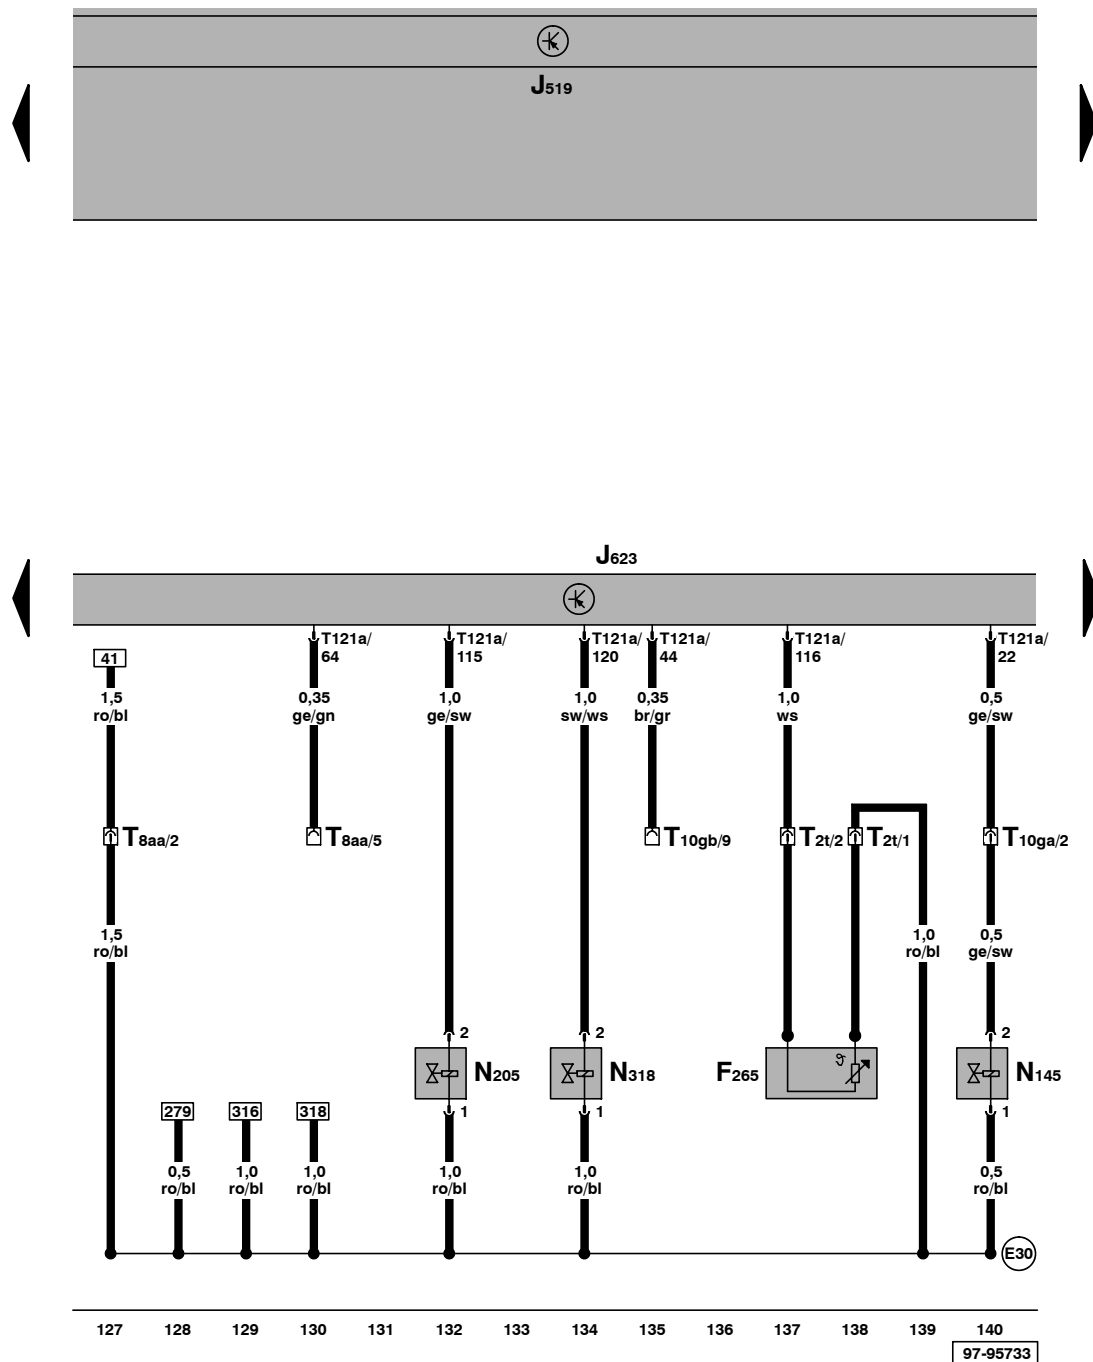 J519
J623
T121a/ T121a/ T121a/ T121a/ T121a/ T121a/
64 115 120 44 116 22
41
1,5 0,35 1,0 1,0 0,35 1,0 0,5
ro/bl ge/gn ge/sw sw/ws br/gr ws ge/sw
T8aa/2 T8aa/5 T10gb/9 T2t/2 T2t/1 T10ga/2
1,5 1,0 0,5
ro/bl ro/bl ge/sw
2 2 2
N205 N318 F265 ϑ N145
279 316 318 1 1 1
0,5 1,0 1,0 1,0 1,0 0,5
ro/bl ro/bl ro/bl ro/bl ro/bl ro/bl
E30
127 128 129 130 131 132 133 134 135 136 137 138 139 140
97-95733